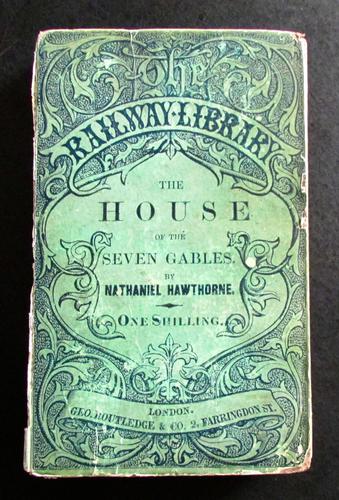 The
RAILWAY LIBRARY
THE
HOUSE
OF THE
SEVEN GABLES.
BY
NATHANIEL HAWTHORNE.
ONE SHILLING.
LONDON.
GEO. ROUTLEDGE & CO. 2, FARRINGDON ST.